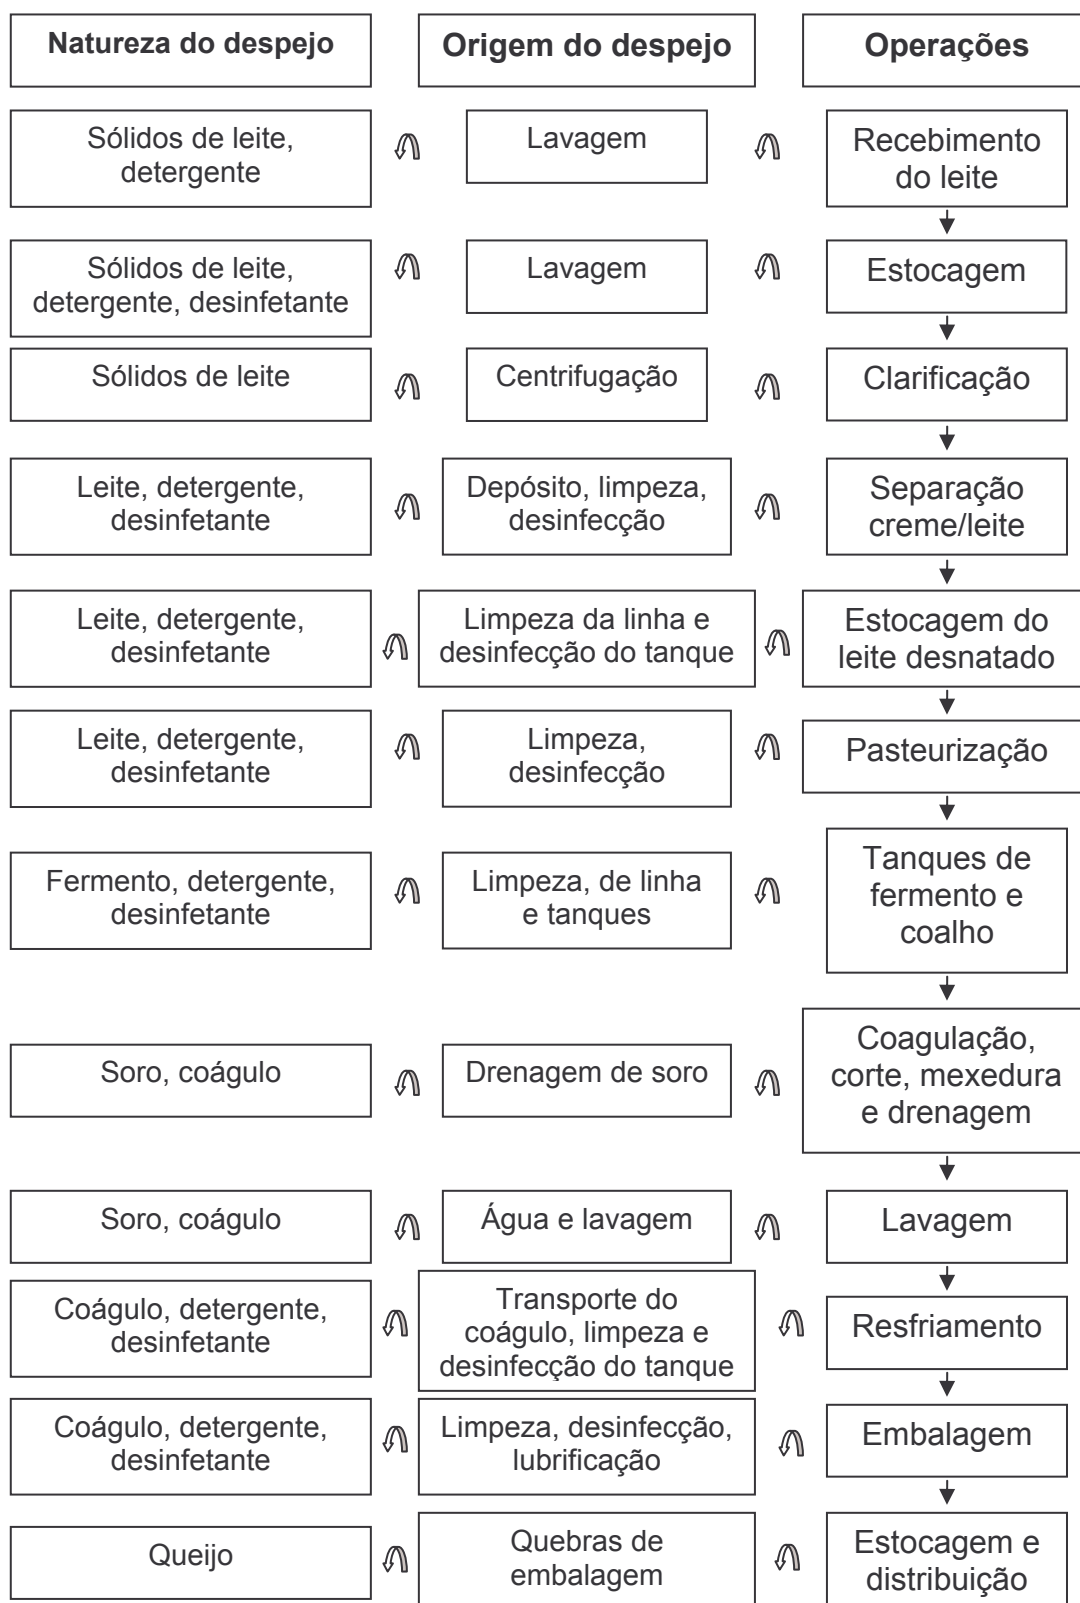 Natureza do despejo
Origem do despejo
Operações
Sólidos de leite,
detergente
Lavagem
Recebimento
do leite
Sólidos de leite,
detergente, desinfetante
Lavagem
Estocagem
Sólidos de leite
Centrifugação
Clarificação
Leite, detergente,
desinfetante
Depósito, limpeza,
desinfecção
Separação
creme/leite
Leite, detergente,
desinfetante
Limpeza da linha e
desinfecção do tanque
Estocagem do
leite desnatado
Leite, detergente,
desinfetante
Limpeza,
desinfecção
Pasteurização
Fermento, detergente,
desinfetante
Limpeza, de linha
e tanques
Tanques de
fermento e
coalho
Soro, coágulo
Drenagem de soro
Coagulação,
corte, mexedura
e drenagem
Soro, coágulo
Água e lavagem
Lavagem
Coágulo, detergente,
desinfetante
Transporte do
coágulo, limpeza e
desinfecção do tanque
Resfriamento
Coágulo, detergente,
desinfetante
Limpeza, desinfecção,
lubrificação
Embalagem
Queijo
Quebras de
embalagem
Estocagem e
distribuição